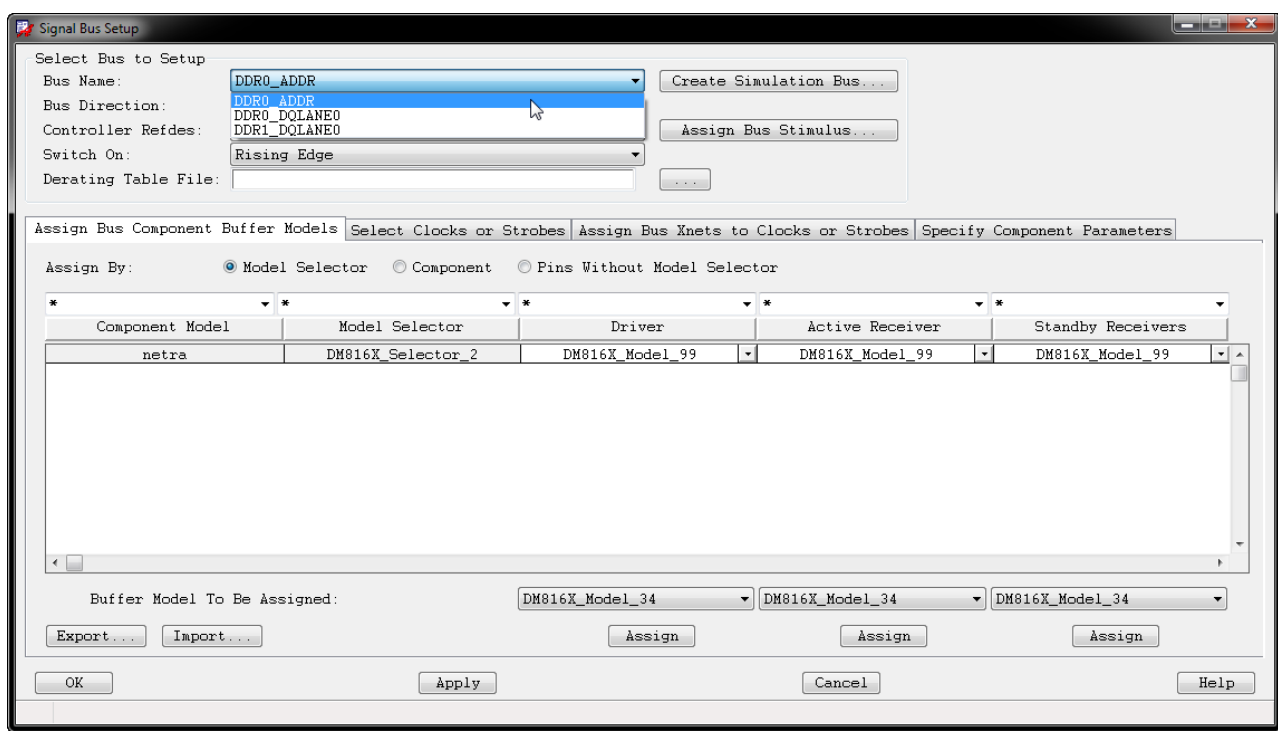 Signal Bus Setup
Select Bus to Setup
Bus Name: DDR0_ADDR Create Simulation Bus...
Bus Direction: DDR0_ADDR
DDR0_DQLANE0
Controller Refdes: DDR1_DQLANE0 Assign Bus Stimulus...
Switch On: Rising Edge
Derating Table File: ...
Assign Bus Component Buffer Models Select Clocks or Strobes Assign Bus Xnets to Clocks or Strobes Specify Component Parameters
Assign By: Model Selector Component Pins Without Model Selector
* * * * *
Component Model Model Selector Driver Active Receiver Standby Receivers
netra DM816X_Selector_2 DM816X_Model_99 DM816X_Model_99 DM816X_Model_99
Buffer Model To Be Assigned: DM816X_Model_34 DM816X_Model_34 DM816X_Model_34
Export... Import... Assign Assign Assign
OK Apply Cancel Help